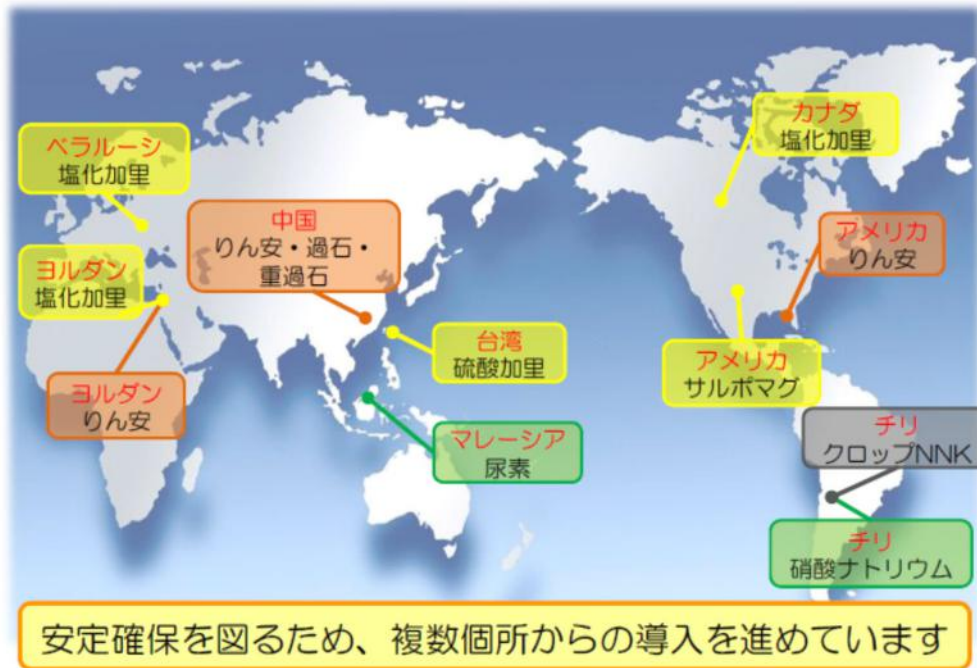 ベラルーシ
塩化加里
カナダ
塩化加里
中国
りん安・過石・
重過石
アメリカ
りん安
ヨルダン
塩化加里
台湾
硫酸加里
アメリカ
サルポマグ
ヨルダン
りん安
チリ
クロップNNK
マレーシア
尿素
チリ
硝酸ナトリウム
安定確保を図るため、複数個所からの導入を進めています